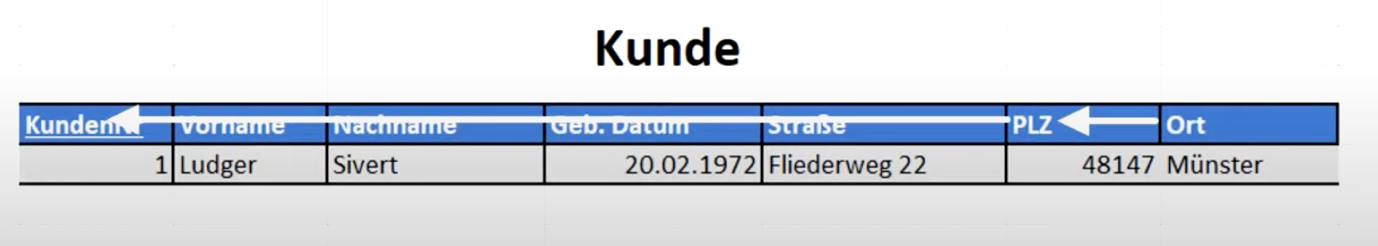 Kunde
Vorname Nachname Geb. Datum Straße PLZ Ort
1 Ludger Sivert 20.02.1972 Fliederweg 22 48147 Münster